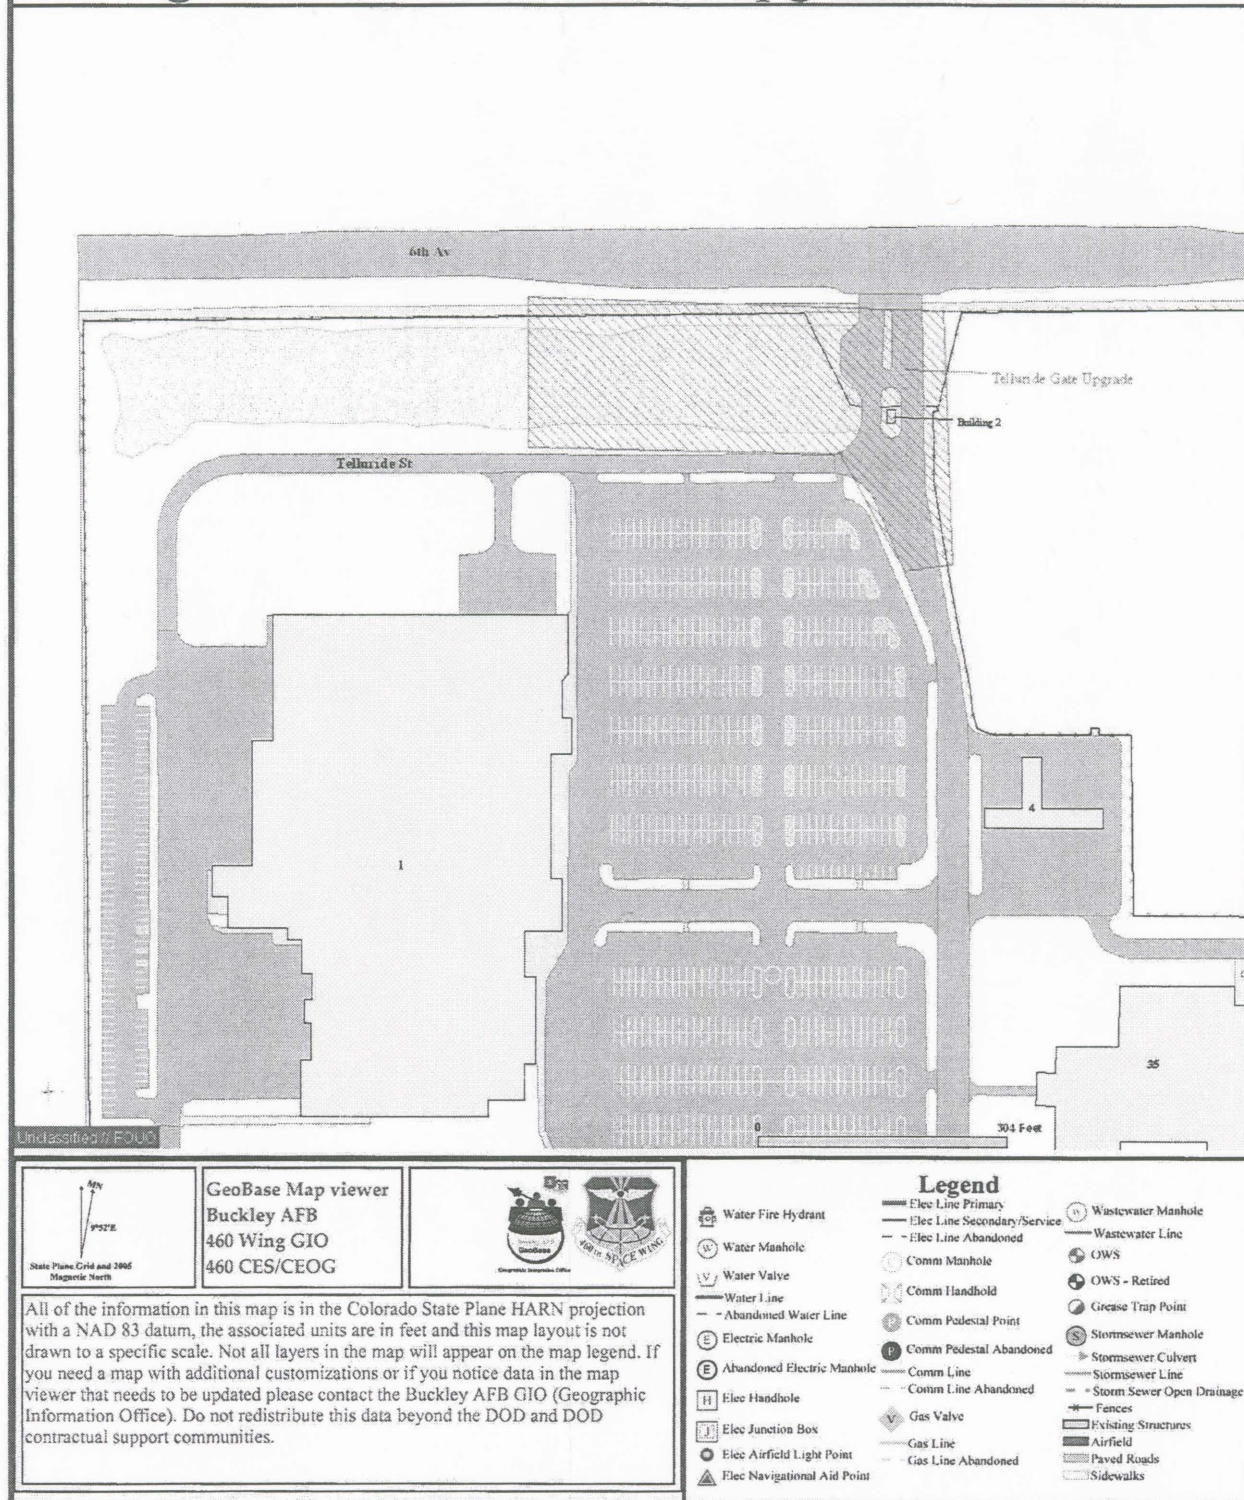 6th Av
Telluride Gate Upgrade
Building 2
Telluride St
4
1
35
0
304 Feet
Unclassified // FOUO
MN
9°52'E
State Plane Grid and 2005
Magnetic North
GeoBase Map viewer
Buckley AFB
460 Wing GIO
460 CES/CEOG
GeoBase
Geographic Integration Office
460th SPACE WING
All of the information in this map is in the Colorado State Plane HARN projection
with a NAD 83 datum, the associated units are in feet and this map layout is not
drawn to a specific scale. Not all layers in the map will appear on the map legend. If
you need a map with additional customizations or if you notice data in the map
viewer that needs to be updated please contact the Buckley AFB GIO (Geographic
Information Office). Do not redistribute this data beyond the DOD and DOD
contractual support communities.
Legend
Water Fire Hydrant
W Water Manhole
V Water Valve
Water Line
Abandoned Water Line
E Electric Manhole
E Abandoned Electric Manhole
H Elec Handhole
J Elec Junction Box
Elec Airfield Light Point
Elec Navigational Aid Point
Elec Line Primary
Elec Line Secondary/Service
Elec Line Abandoned
Comm Manhole
Comm Handhold
P Comm Pedestal Point
P Comm Pedestal Abandoned
Comm Line
Comm Line Abandoned
V Gas Valve
Gas Line
Gas Line Abandoned
W Wastewater Manhole
Wastewater Line
OWS
OWS - Retired
Grease Trap Point
S Stormsewer Manhole
Stormsewer Culvert
Stormsewer Line
Storm Sewer Open Drainage
Fences
Existing Structures
Airfield
Paved Roads
Sidewalks